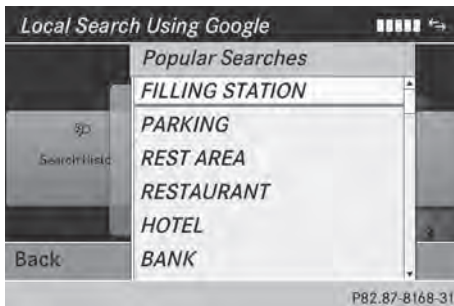 Local Search Using Google
Popular Searches
FILLING STATION
PARKING
REST AREA
RESTAURANT
HOTEL
BANK
Back
P82.87-8168-31